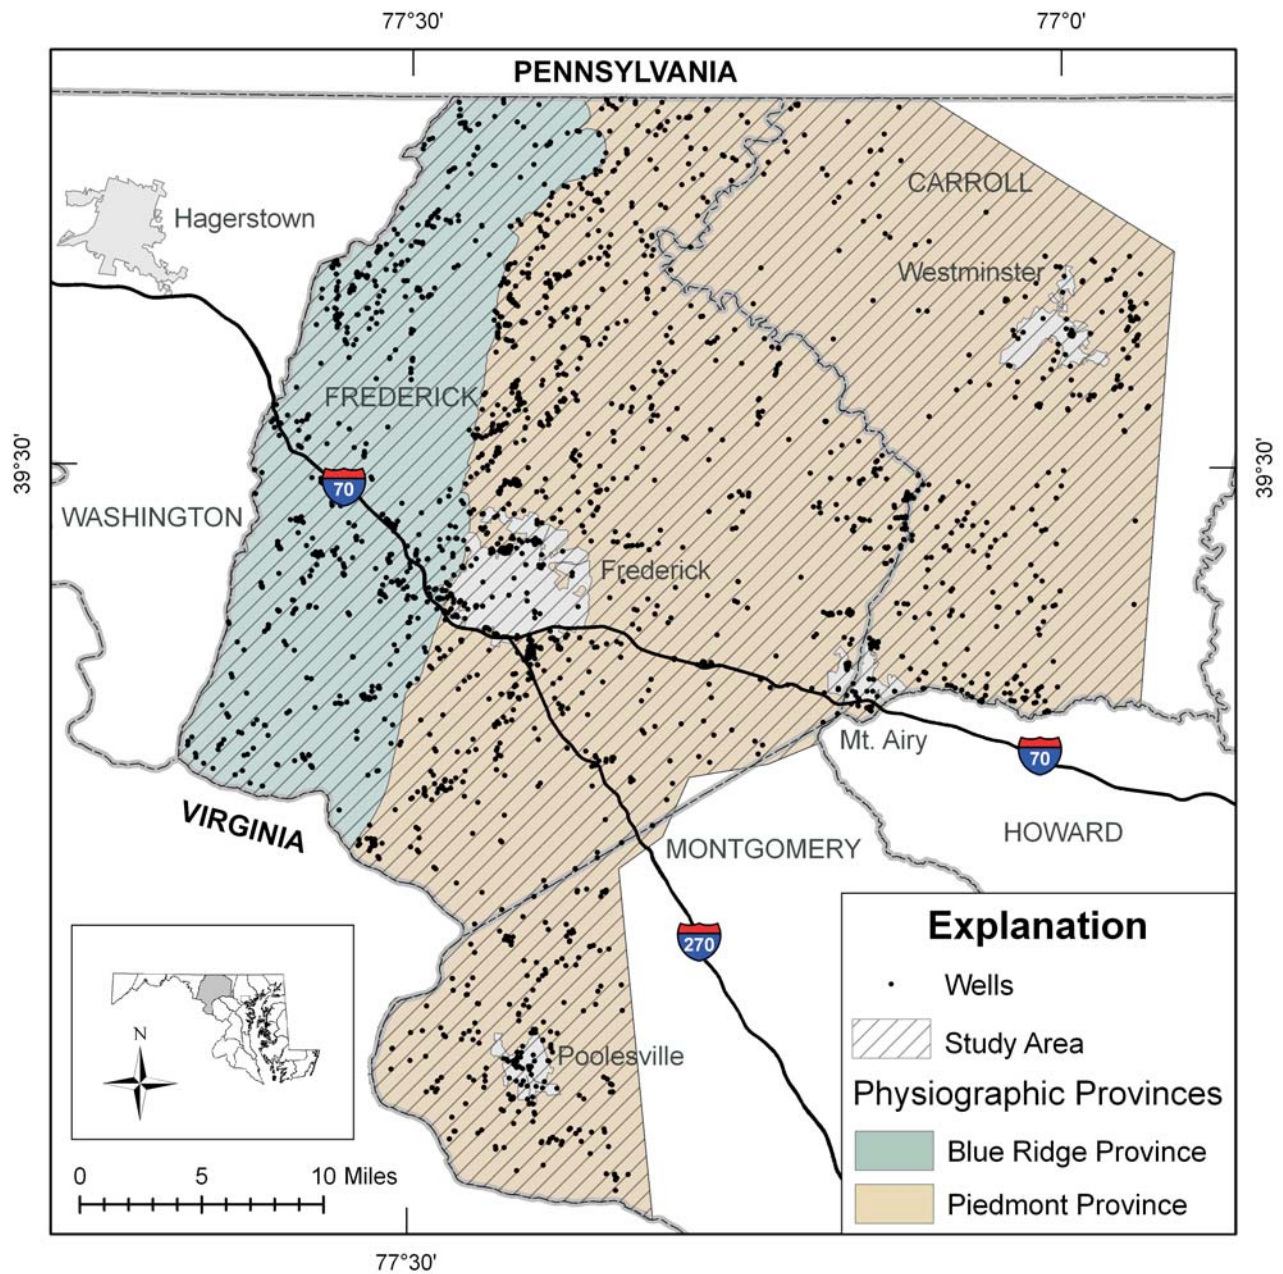 77°30'
77°0'
PENNSYLVANIA
CARROLL
Hagerstown
Westminster
FREDERICK
39°30'
39°30'
70
WASHINGTON
Frederick
Mt. Airy
70
VIRGINIA
HOWARD
MONTGOMERY
270
Explanation
Wells
Study Area
Physiographic Provinces
Blue Ridge Province
Piedmont Province
N
Poolesville
0 5 10 Miles
77°30'